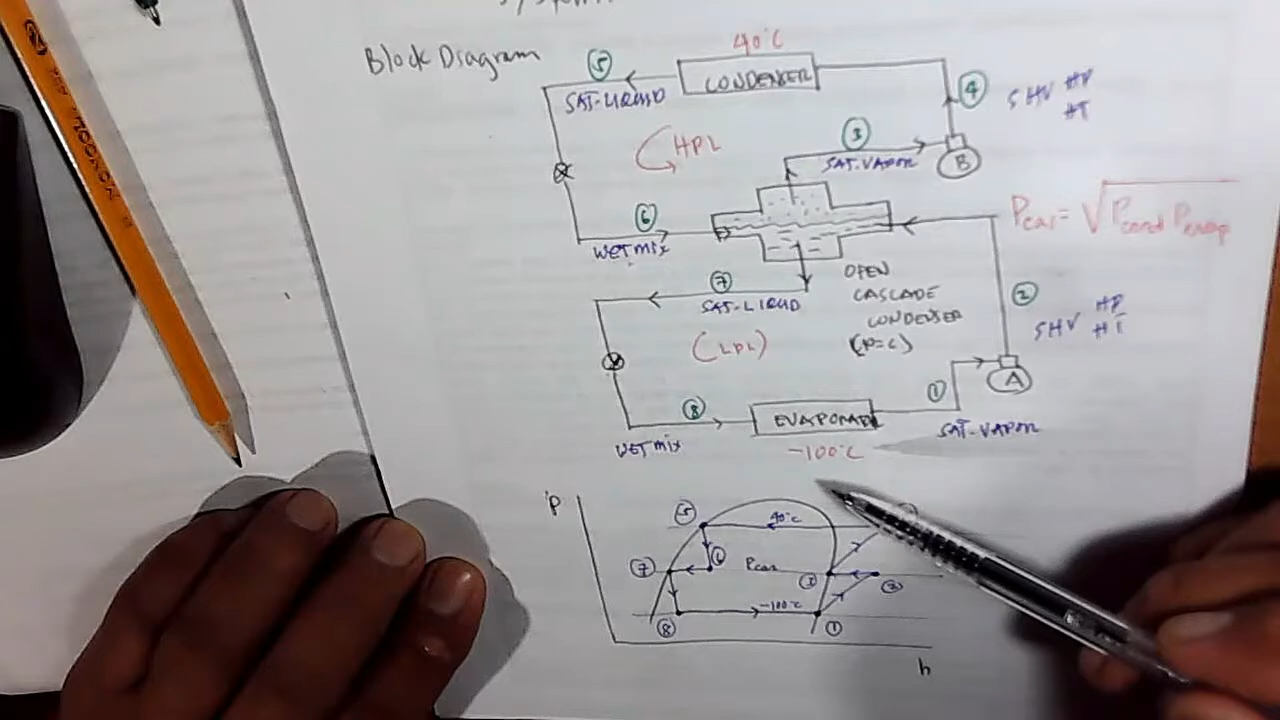 system
Block Diagram
40°C
5
CONDENSER
4
SHV HP
HT
SAT-LIQUID
3
SAT-VAPOR
B
HPL
Pcas = √Pcond Pevap
6
WET mix
7
SAT-LIQUID
OPEN
CASCADE
CONDENSER
(P=C)
2
SHV HP
HT
(LPL)
A
1
8
EVAPORATOR
SAT-VAPOR
WET mix
-100°C
P
5
40°C
6
7
Pcas
3
2
-100°C
8
1
h
MONGOL